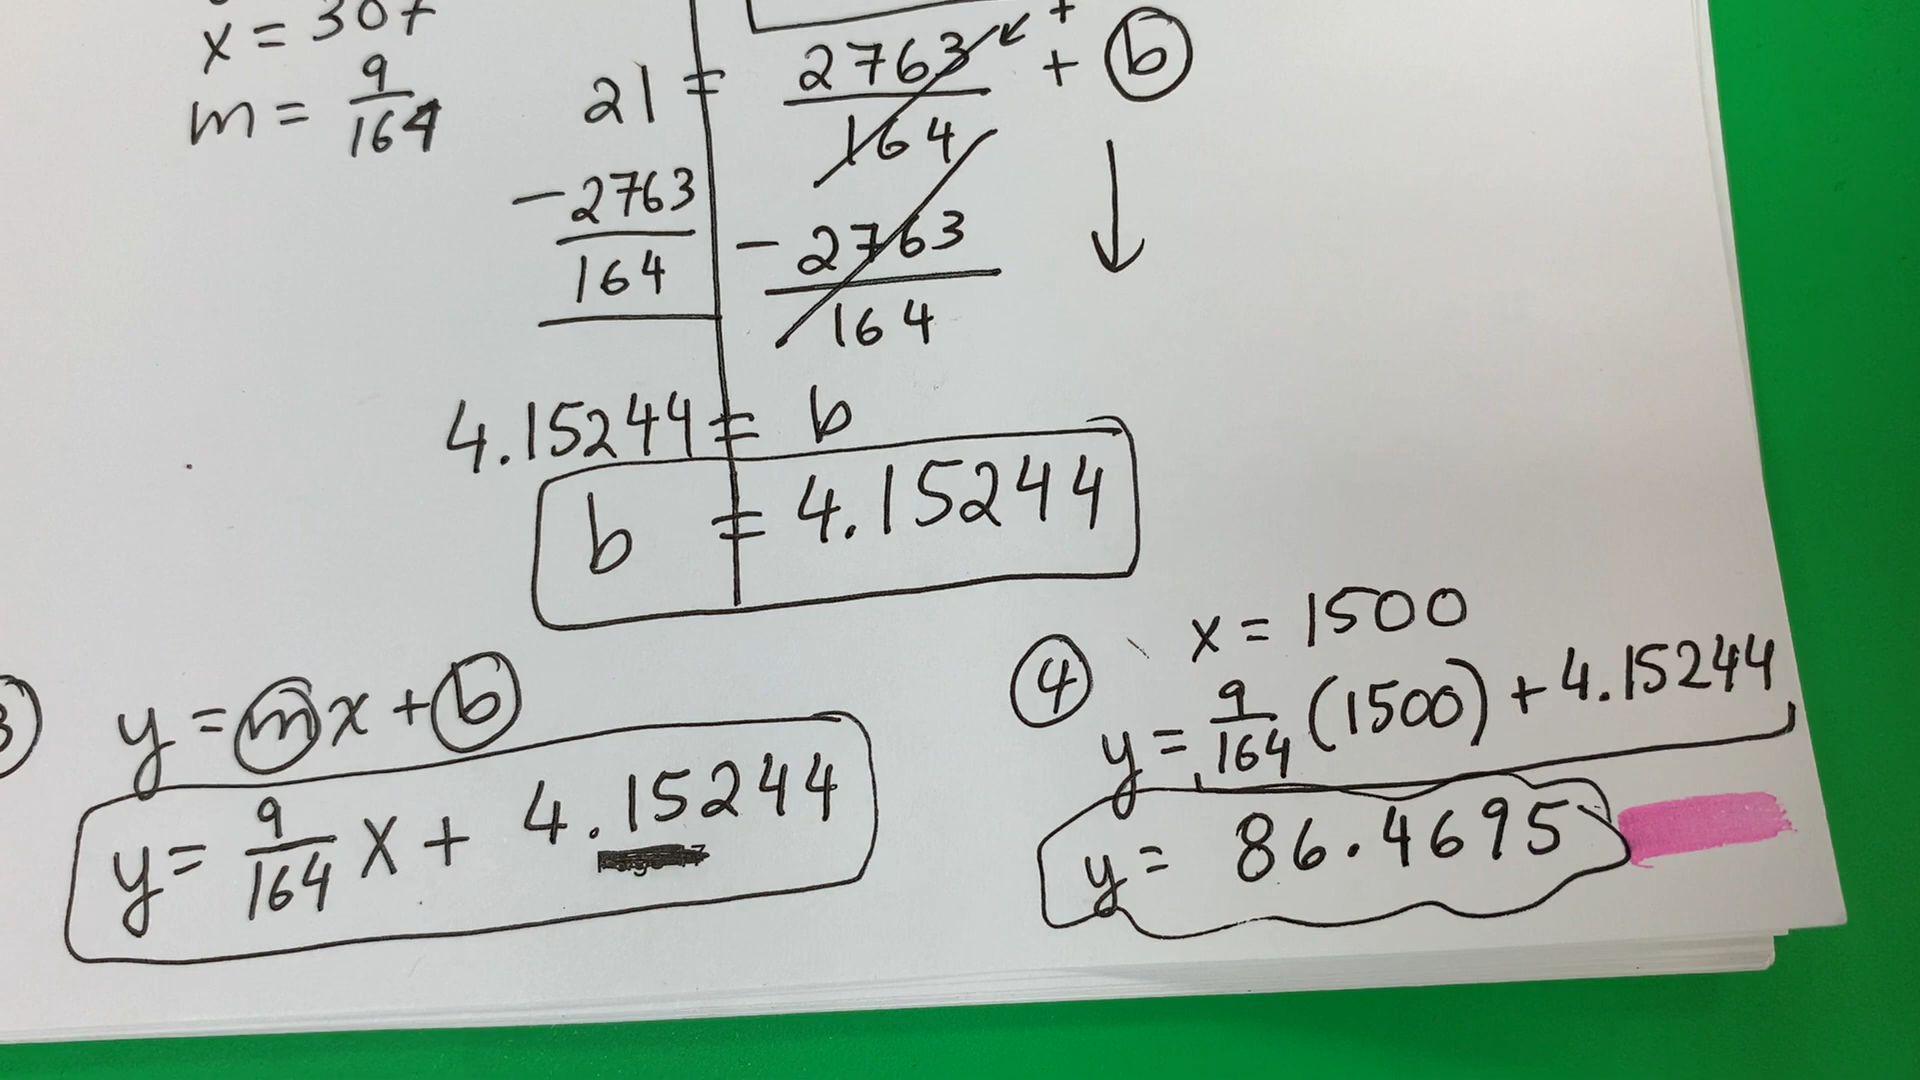 x = 307
m = 9/164
21 = 2763/164 + b
- 2763/164 - 2763/164
4.15244 = b
b = 4.15244
3 y = mx + b
y = 9/164 x + 4.15244
4 x = 1500
y = 9/164 (1500) + 4.15244
y = 86.4695